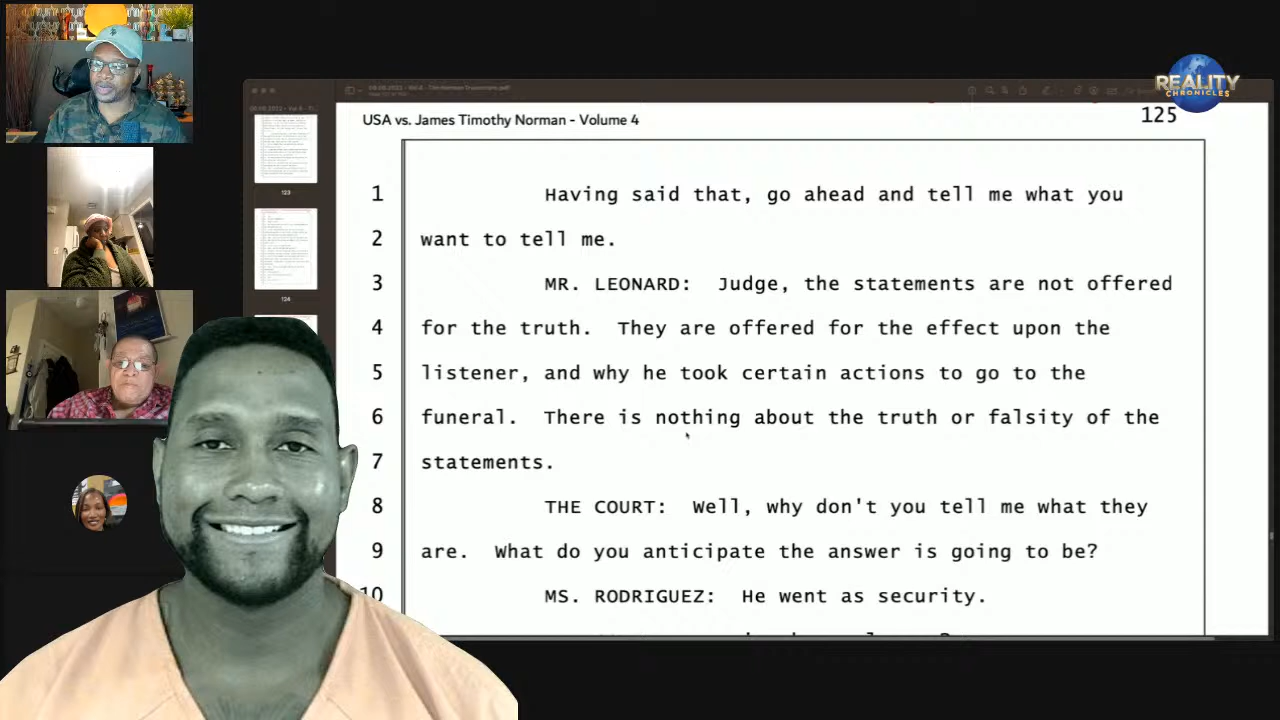 REALITY
CHRONICLES
USA vs. James Timothy Norman - Volume 4
125
123
124
1 Having said that, go ahead and tell me what you
2 want to tell me.
3 MR. LEONARD: Judge, the statements are not offered
4 for the truth. They are offered for the effect upon the
5 listener, and why he took certain actions to go to the
6 funeral. There is nothing about the truth or falsity of the
7 statements.
8 THE COURT: Well, why don't you tell me what they
9 are. What do you anticipate the answer is going to be?
10 MS. RODRIGUEZ: He went as security.